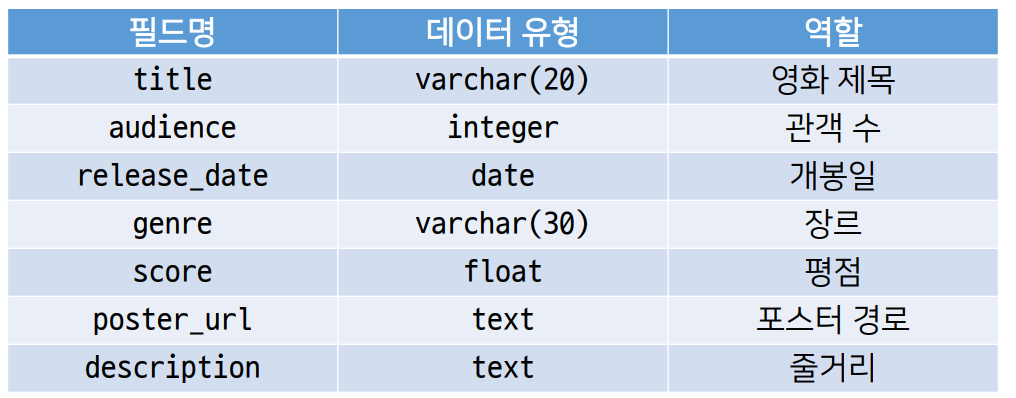 필드명 데이터 유형 역할
title varchar(20) 영화 제목
audience integer 관객 수
release_date date 개봉일
genre varchar(30) 장르
score float 평점
poster_url text 포스터 경로
description text 줄거리